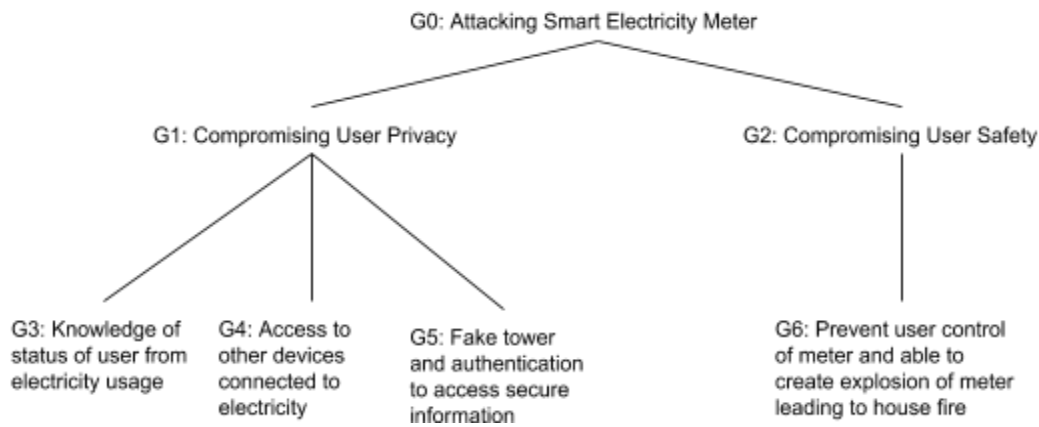 G0: Attacking Smart Electricity Meter
G1: Compromising User Privacy
G2: Compromising User Safety
G3: Knowledge of
status of user from
electricity usage
G4: Access to
other devices
connected to
electricity
G5: Fake tower
and authentication
to access secure
information
G6: Prevent user control
of meter and able to
create explosion of meter
leading to house fire